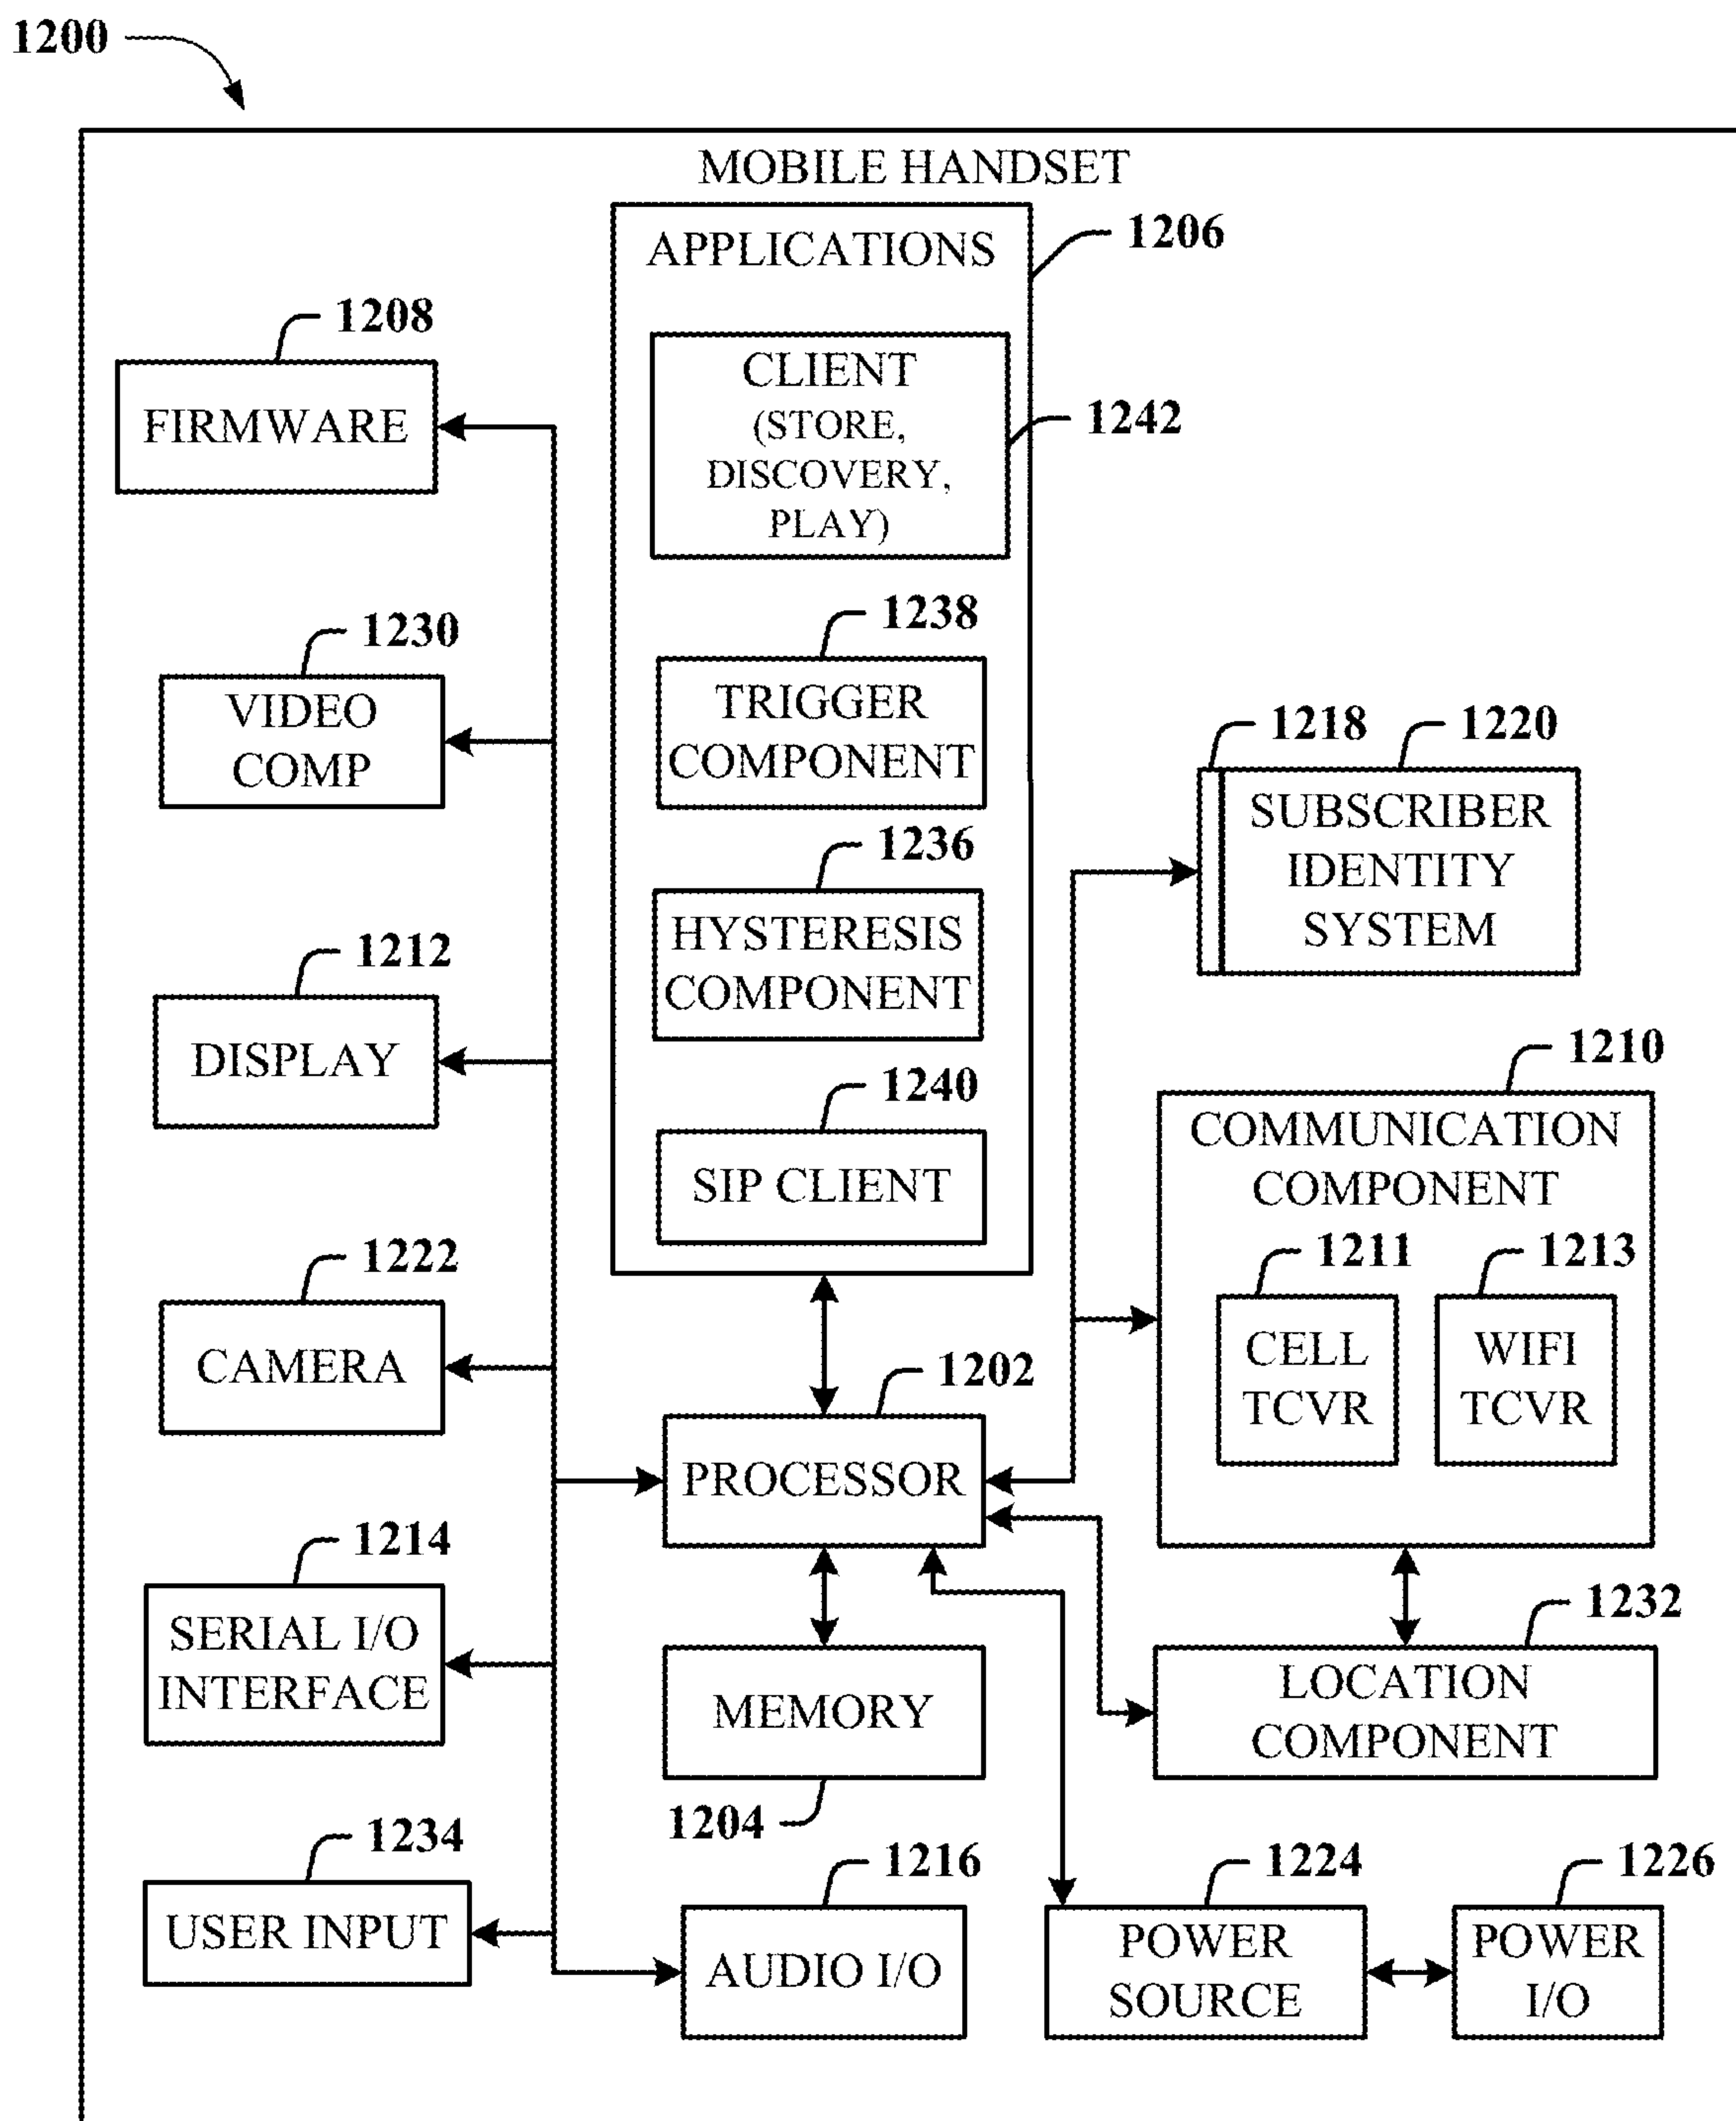 1200
MOBILE HANDSET
APPLICATIONS
1206
CLIENT
(STORE,
DISCOVERY,
PLAY)
1242
1238
TRIGGER
COMPONENT
1236
HYSTERESIS
COMPONENT
1240
SIP CLIENT
1208
FIRMWARE
1230
VIDEO
COMP
1212
DISPLAY
1222
CAMERA
1214
SERIAL I/O
INTERFACE
1234
USER INPUT
1202
PROCESSOR
MEMORY
1204
1216
AUDIO I/O
1218
1220
SUBSCRIBER
IDENTITY
SYSTEM
1210
COMMUNICATION
COMPONENT
1211
CELL
TCVR
1213
WIFI
TCVR
1232
LOCATION
COMPONENT
1224
POWER
SOURCE
1226
POWER
I/O